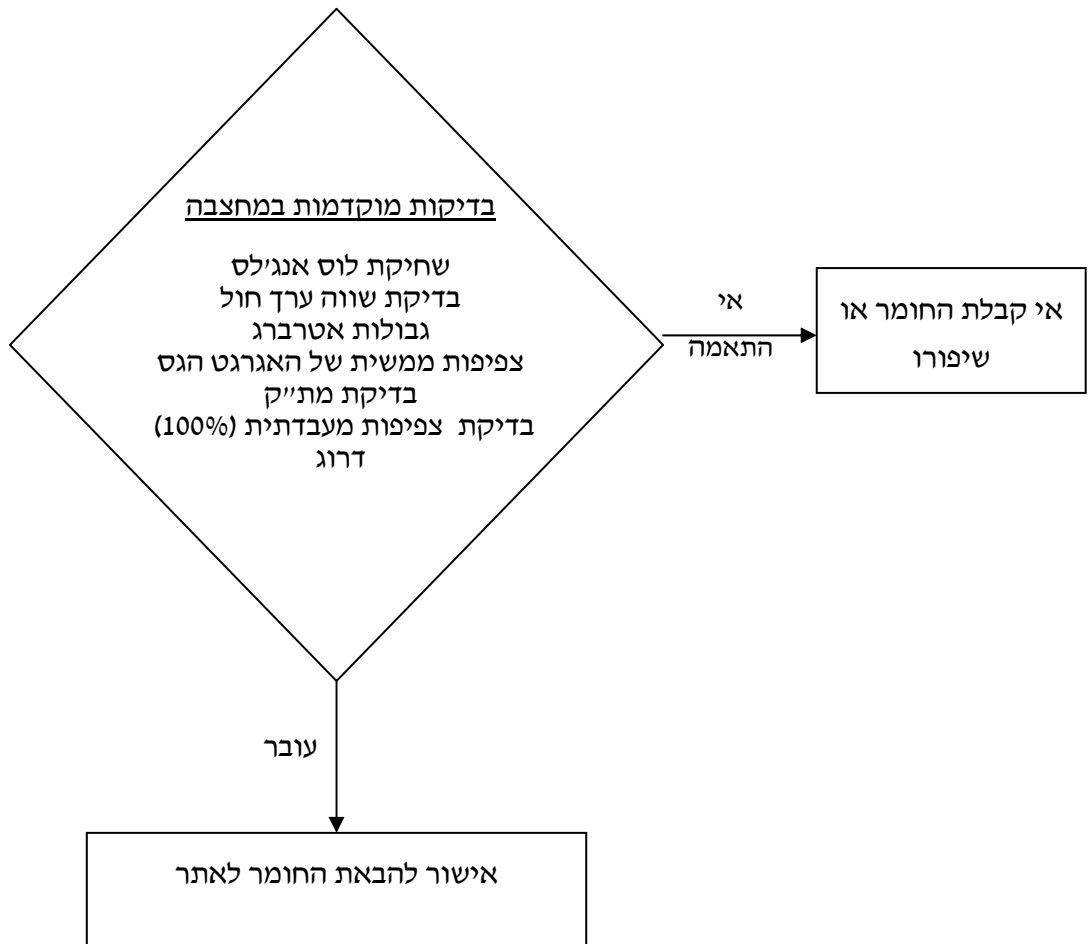 בדיקות מוקדמות במחצבה
שחיקת לוס אנג'לס
בדיקת שווה ערך חול
גבולות אטרברג
צפיפות ממשית של האגרגט הגס
בדיקת מת"ק
בדיקת צפיפות מעבדתית (100%)
דרוג
אי
התאמה
אי קבלת החומר או
שיפורו
עובר
אישור להבאת החומר לאתר